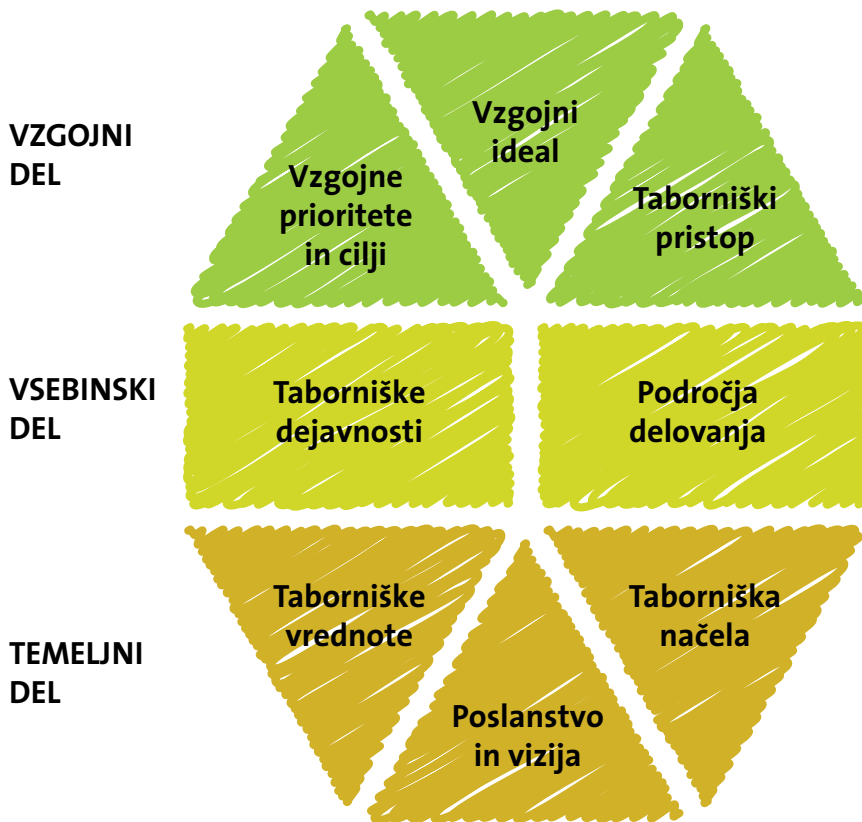 VZGOJNI
DEL
Vzgojne
prioritete
in cilji
Vzgojni
ideal
Taborniški
pristop
VSEBINSKI
DEL
Taborniške
dejavnosti
Področja
delovanja
TEMELJNI
DEL
Taborniške
vrednote
Poslanstvo
in vizija
Taborniška
načela